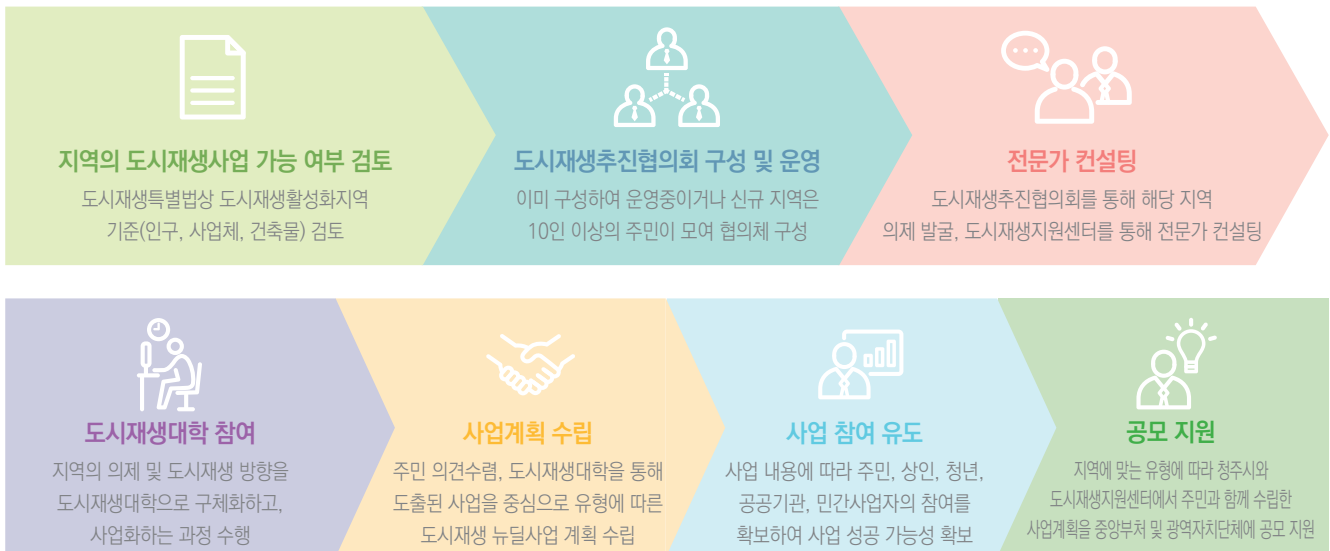 지역의 도시재생사업 가능 여부 검토
도시재생특별법상 도시재생활성화지역
기준(인구, 사업체, 건축물) 검토
도시재생추진협의회 구성 및 운영
이미 구성하여 운영중이거나 신규 지역은
10인 이상의 주민이 모여 협의체 구성
전문가 컨설팅
도시재생추진협의회를 통해 해당 지역
의제 발굴, 도시재생지원센터를 통해 전문가 컨설팅
도시재생대학 참여
지역의 의제 및 도시재생 방향을
도시재생대학으로 구체화하고,
사업화하는 과정 수행
사업계획 수립
주민 의견수렴, 도시재생대학을 통해
도출된 사업을 중심으로 유형에 따른
도시재생 뉴딜사업 계획 수립
사업 참여 유도
사업 내용에 따라 주민, 상인, 청년,
공공기관, 민간사업자의 참여를
확보하여 사업 성공 가능성 확보
공모 지원
지역에 맞는 유형에 따라 청주시와
도시재생지원센터에서 주민과 함께 수립한
사업계획을 중앙부처 및 광역자치단체에 공모 지원